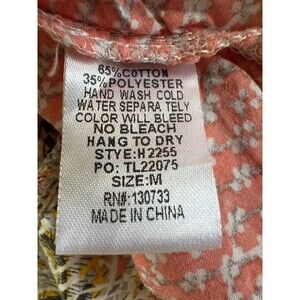 65% COTTON
35% POLYESTER
HAND WASH COLD
WATER SEPARA TELY
COLOR WILL BLEED
NO BLEACH
HANG TO DRY
STYE:H2255
PO: TL22075
SIZE:M
RN#:130733
MADE IN CHINA